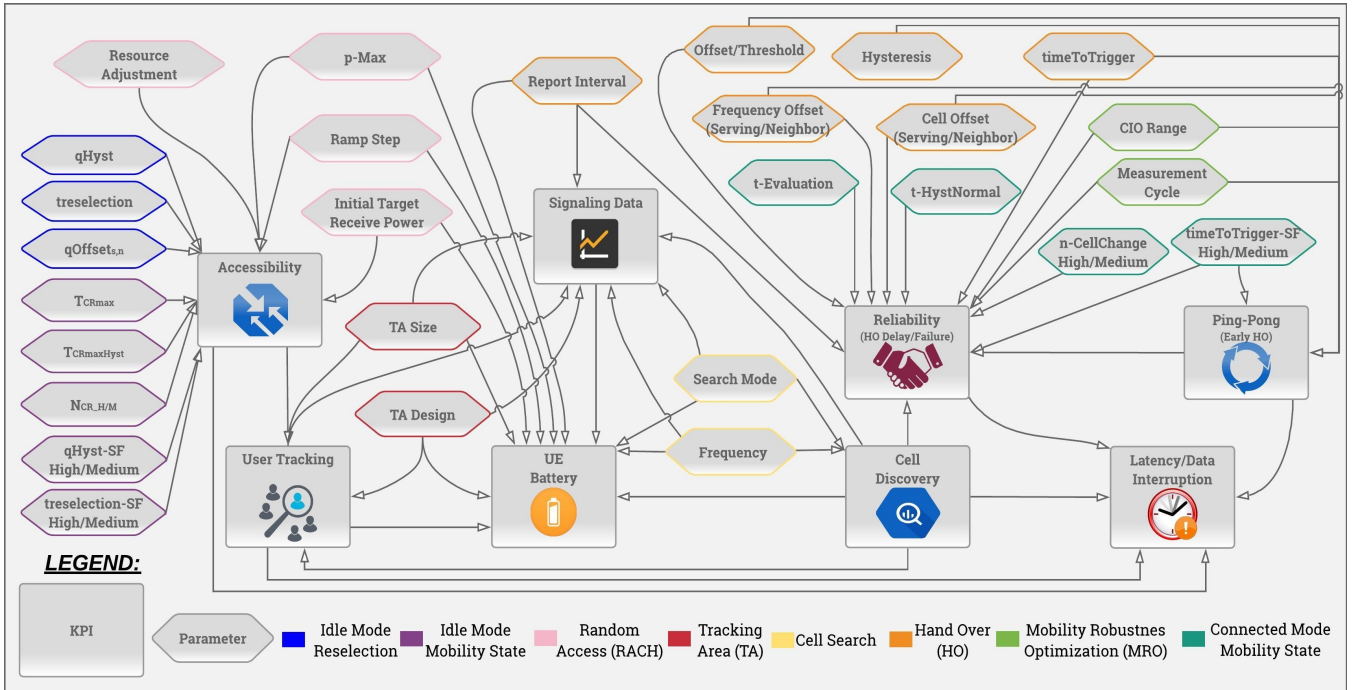 Resource
Adjustment
p-Max
Report Interval
Offset/Threshold
Hysteresis
timeToTrigger
Frequency Offset
(Serving/Neighbor)
Cell Offset
(Serving/Neighbor)
CIO Range
qHyst
Ramp Step
t-Evaluation
t-HystNormal
Measurement
Cycle
treselection
Initial Target
Receive Power
Signaling Data
qOffsets,n
n-CellChange
High/Medium
timeToTrigger-SF
High/Medium
Accessibility
TCRmax
TA Size
Reliability
(HO Delay/Failure)
Ping-Pong
(Early HO)
TCRmaxHyst
Search Mode
NCR_H/M
TA Design
qHyst-SF
High/Medium
User Tracking
UE
Battery
Frequency
Cell
Discovery
Latency/Data
Interruption
treselection-SF
High/Medium
LEGEND:
KPI
Parameter
Idle Mode
Reselection
Idle Mode
Mobility State
Random
Access (RACH)
Tracking
Area (TA)
Cell Search
Hand Over
(HO)
Mobility Robustnes
Optimization (MRO)
Connected Mode
Mobility State